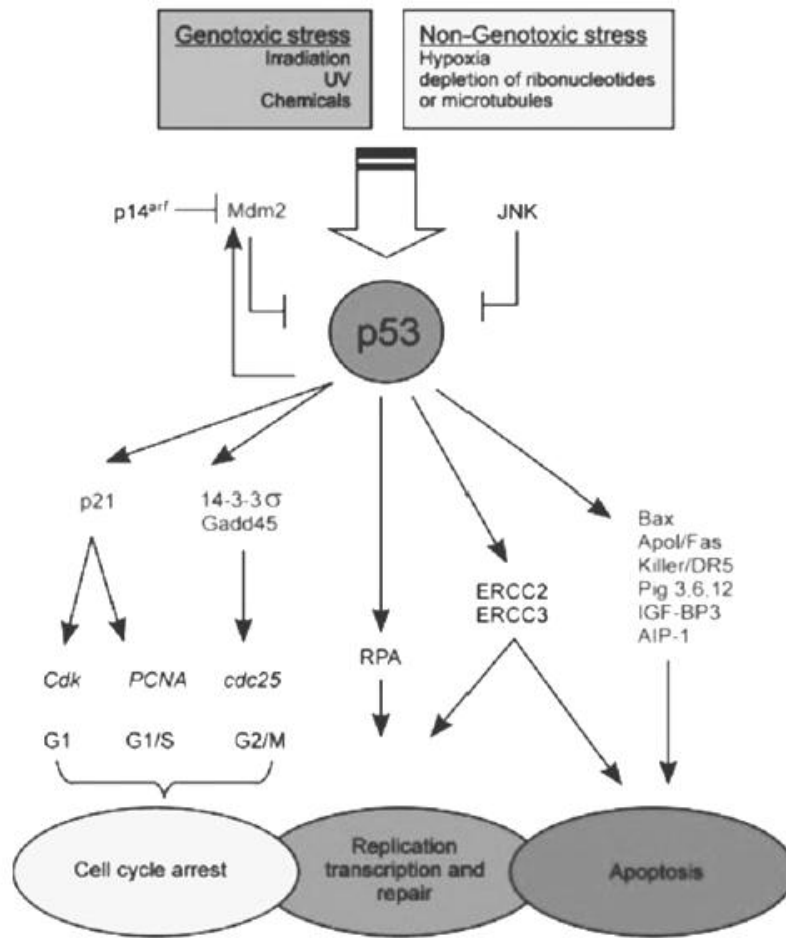 Genotoxic stress
Irradiation
UV
Chemicals
Non-Genotoxic stress
Hypoxia
depletion of ribonucleotides
or microtubules
p14arf
Mdm2
JNK
p53
p21
14-3-3σ
Gadd45
Bax
Apol/Fas
Killer/DR5
Pig 3,6,12
IGF-BP3
AIP-1
ERCC2
ERCC3
RPA
Cdk
PCNA
cdc25
G1
G1/S
G2/M
Cell cycle arrest
Replication
transcription and
repair
Apoptosis